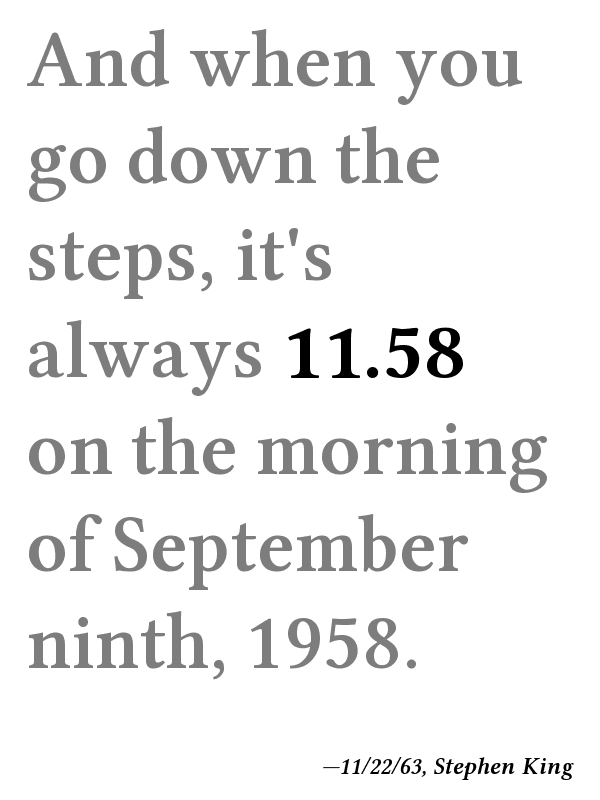 And when you
go down the
steps, it's
always 11.58
on the morning
of September
ninth, 1958.
—11/22/63, Stephen King